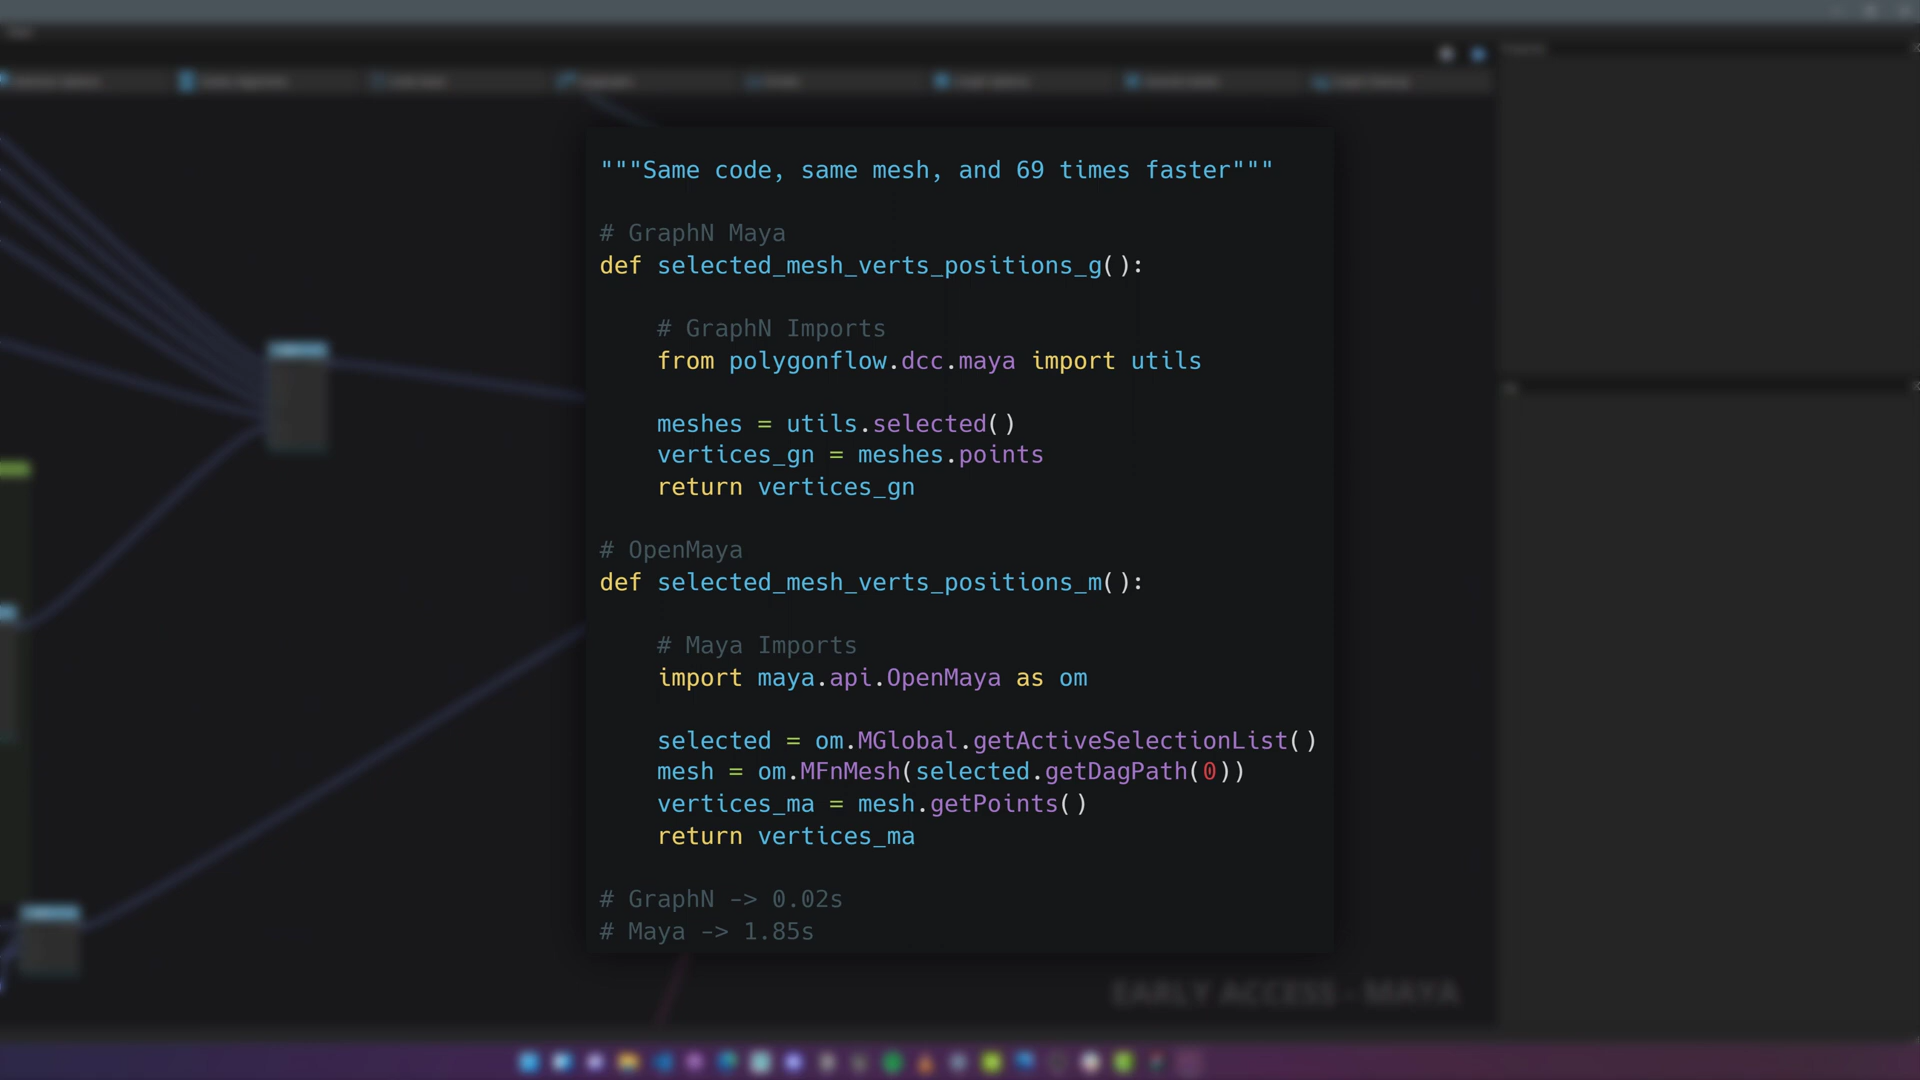 """Same code, same mesh, and 69 times faster"""
# GraphN Maya
def selected_mesh_verts_positions_g():
# GraphN Imports
from polygonflow.dcc.maya import utils
meshes = utils.selected()
vertices_gn = meshes.points
return vertices_gn
# OpenMaya
def selected_mesh_verts_positions_m():
# Maya Imports
import maya.api.OpenMaya as om
selected = om.MGlobal.getActiveSelectionList()
mesh = om.MFnMesh(selected.getDagPath(0))
vertices_ma = mesh.getPoints()
return vertices_ma
# GraphN -> 0.02s
# Maya -> 1.85s
EARLY ACCESS - MAYA